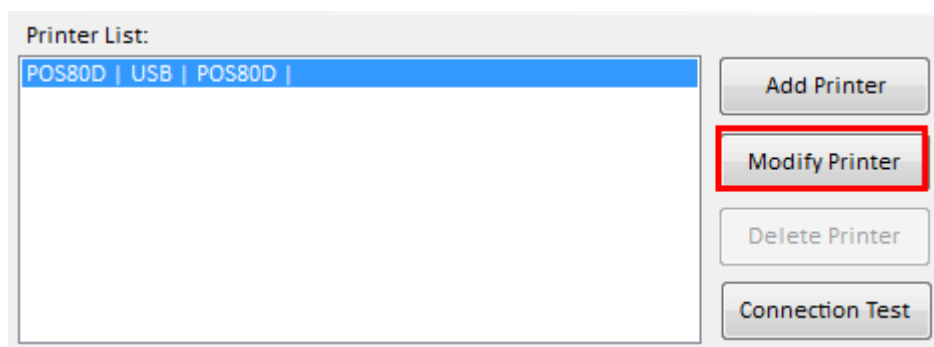 Printer List:
POS80D | USB | POS80D |
Add Printer
Modify Printer
Delete Printer
Connection Test